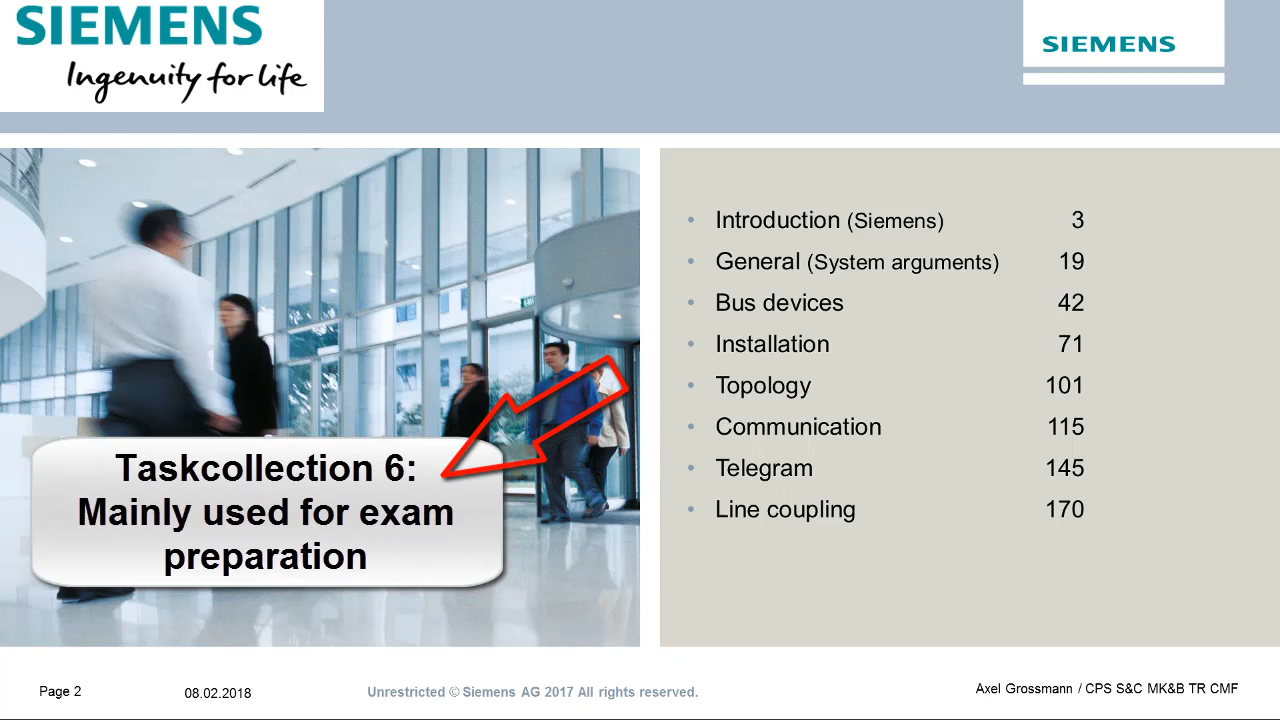 SIEMENS
Ingenuity for life
SIEMENS
• Introduction (Siemens) 3
• General (System arguments) 19
• Bus devices 42
• Installation 71
• Topology 101
• Communication 115
• Telegram 145
• Line coupling 170
Taskcollection 6:
Mainly used for exam
preparation
Page 2
08.02.2018
Unrestricted © Siemens AG 2017 All rights reserved.
Axel Grossmann / CPS S&C MK&B TR CMF